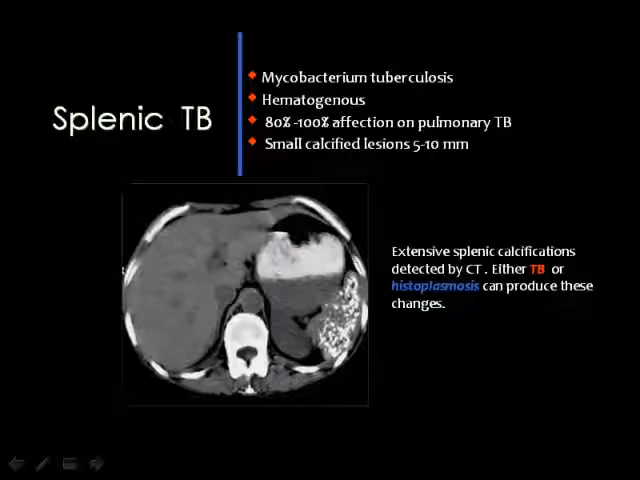 Splenic TB
Mycobacterium tuberculosis
Hematogenous
80% -100% affection on pulmonary TB
Small calcified lesions 5-10 mm
Extensive splenic calcifications
detected by CT . Either TB or
histoplasmosis can produce these
changes.